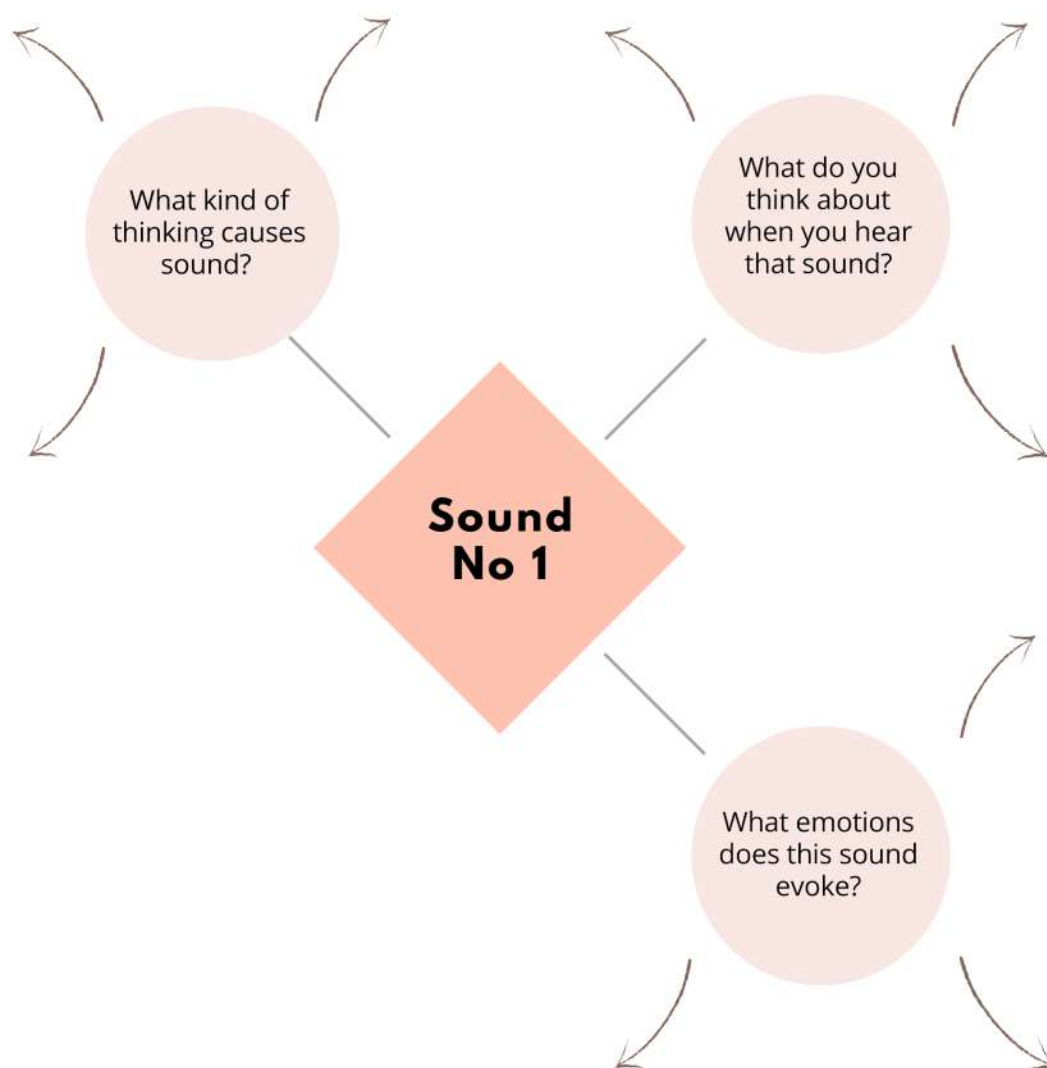 What kind of
thinking causes
sound?
What do you
think about
when you hear
that sound?
Sound
No 1
What emotions
does this sound
evoke?